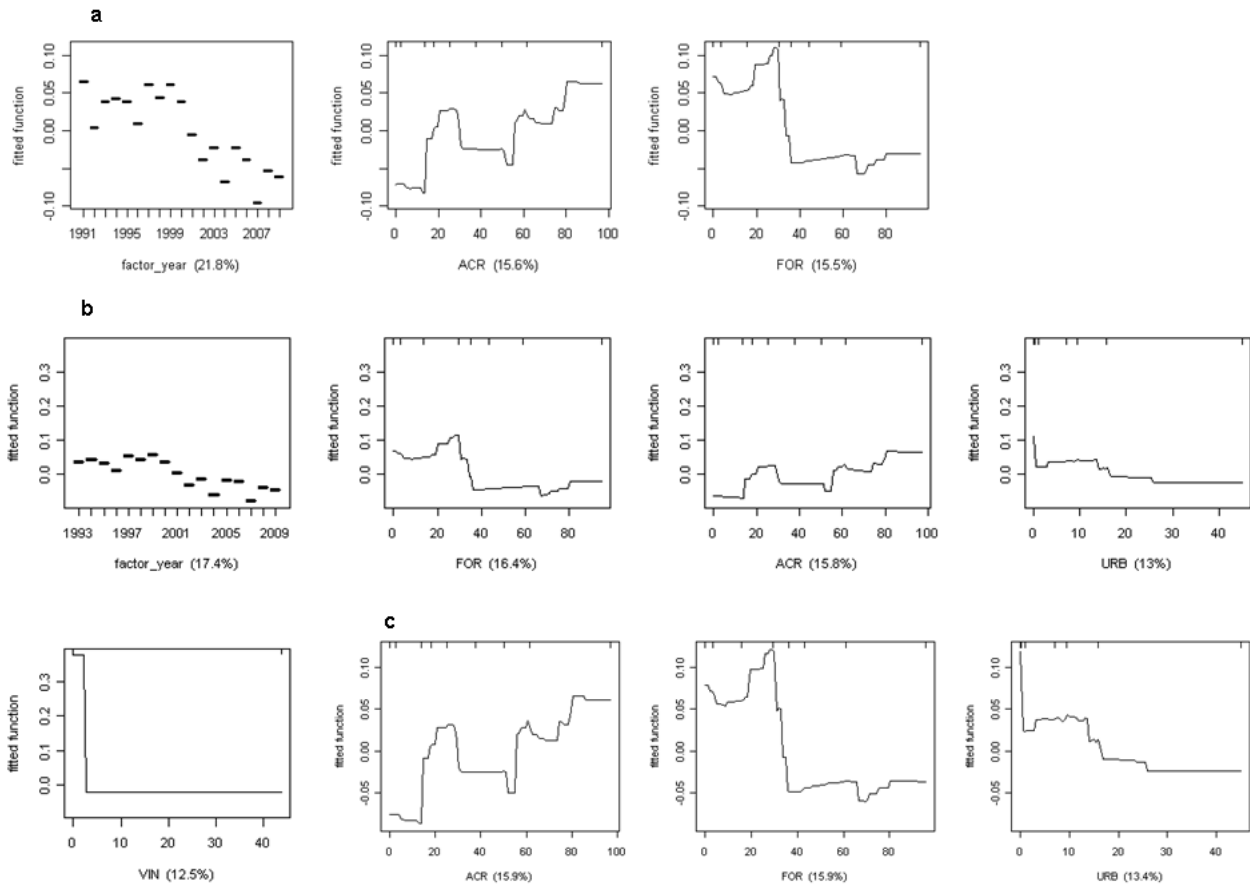 a
fitted function
0.10
0.05
0.00
-0.10
1991 1995 1999 2003 2007
factor_year (21.8%)
fitted function
0.10
0.05
0.00
-0.10
0 20 40 60 80 100
ACR (15.6%)
fitted function
0.10
0.05
0.00
-0.10
0 20 40 60 80
FOR (15.5%)
b
fitted function
0.3
0.2
0.1
0.0
1993 1997 2001 2005 2009
factor_year (17.4%)
fitted function
0.3
0.2
0.1
0.0
0 20 40 60 80
FOR (16.4%)
fitted function
0.3
0.2
0.1
0.0
0 20 40 60 80 100
ACR (15.8%)
fitted function
0.3
0.2
0.1
0.0
0 10 20 30 40
URB (13%)
fitted function
0.3
0.2
0.1
0.0
0 10 20 30 40
VIN (12.5%)
c
fitted function
0.10
0.05
0.00
-0.05
0 20 40 60 80 100
ACR (15.9%)
fitted function
0.10
0.05
0.00
-0.05
0 20 40 60 80
FOR (15.9%)
fitted function
0.10
0.05
0.00
-0.05
0 10 20 30 40
URB (13.4%)